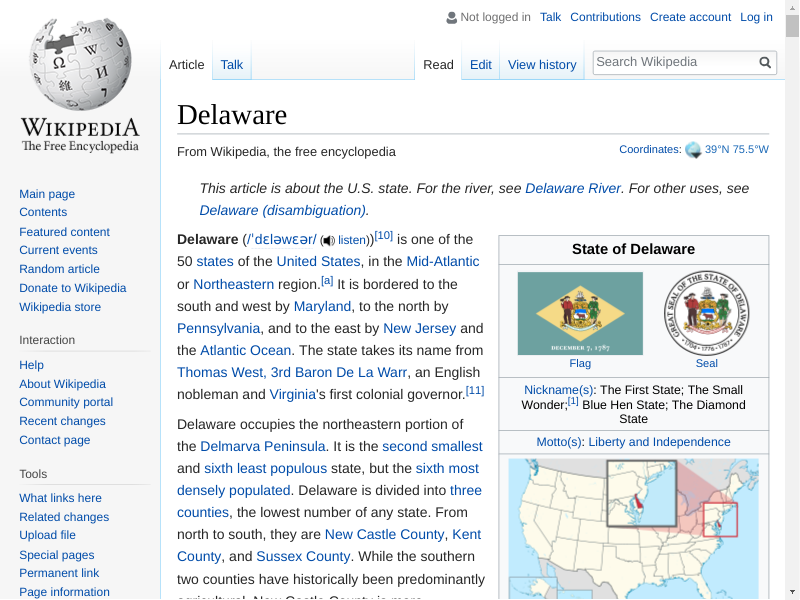 Not logged in Talk Contributions Create account Log in
Article Talk Read Edit View history Search Wikipedia
WIKIPEDIA
The Free Encyclopedia
Main page
Contents
Featured content
Current events
Random article
Donate to Wikipedia
Wikipedia store
Interaction
Help
About Wikipedia
Community portal
Recent changes
Contact page
Tools
What links here
Related changes
Upload file
Special pages
Permanent link
Page information
Delaware
From Wikipedia, the free encyclopedia
Coordinates: 39°N 75.5°W
This article is about the U.S. state. For the river, see Delaware River. For other uses, see
Delaware (disambiguation).
Delaware (/ˈdɛləwɛər/ (listen))[10] is one of the
50 states of the United States, in the Mid-Atlantic
or Northeastern region.[a] It is bordered to the
south and west by Maryland, to the north by
Pennsylvania, and to the east by New Jersey and
the Atlantic Ocean. The state takes its name from
Thomas West, 3rd Baron De La Warr, an English
nobleman and Virginia's first colonial governor.[11]
Delaware occupies the northeastern portion of
the Delmarva Peninsula. It is the second smallest
and sixth least populous state, but the sixth most
densely populated. Delaware is divided into three
counties, the lowest number of any state. From
north to south, they are New Castle County, Kent
County, and Sussex County. While the southern
two counties have historically been predominantly
State of Delaware
DECEMBER 7, 1787
GREAT SEAL OF THE STATE OF DELAWARE
Flag Seal
Nickname(s): The First State; The Small
Wonder;[1] Blue Hen State; The Diamond
State
Motto(s): Liberty and Independence